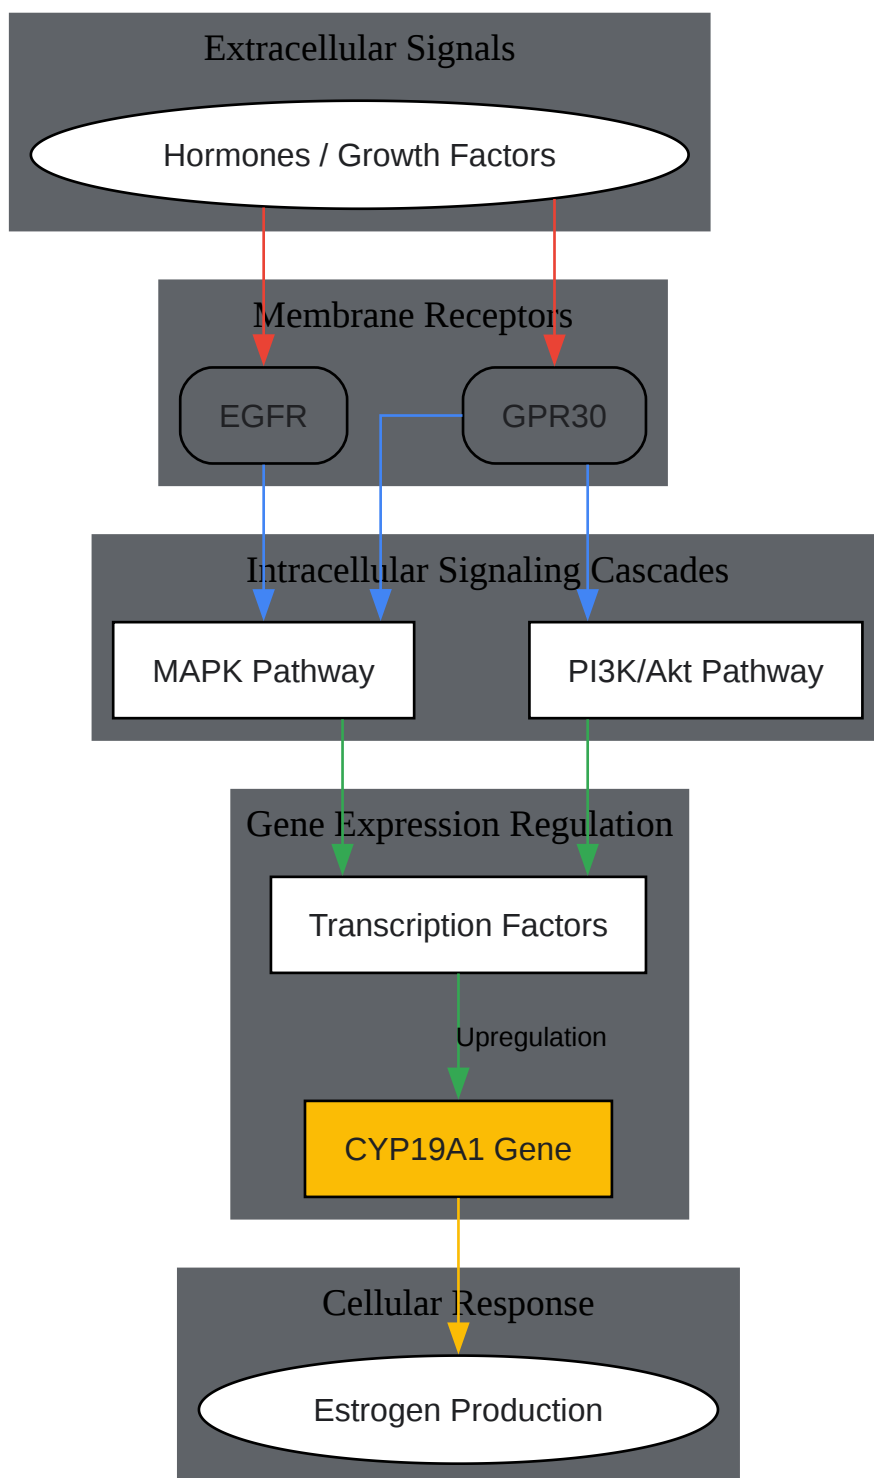 Extracellular Signals
Hormones / Growth Factors
Membrane Receptors
EGFR
GPR30
Intracellular Signaling Cascades
MAPK Pathway
PI3K/Akt Pathway
Gene Expression Regulation
Transcription Factors
Upregulation
CYP19A1 Gene
Cellular Response
Estrogen Production